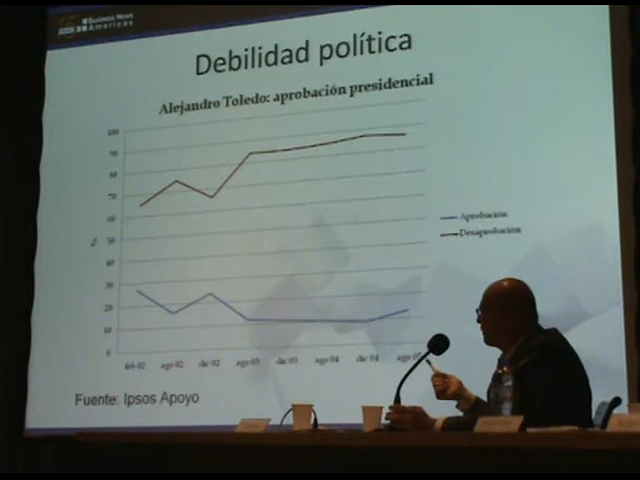 Business News
Americas
Debilidad política
Alejandro Toledo: aprobación presidencial
100
90
80
70
60
50
40
30
20
10
0
%
feb 02
ago 02
dic 02
ago 03
dic 03
ago 04
dic 04
ago 05
Aprobación
Desaprobación
Fuente: Ipsos Apoyo